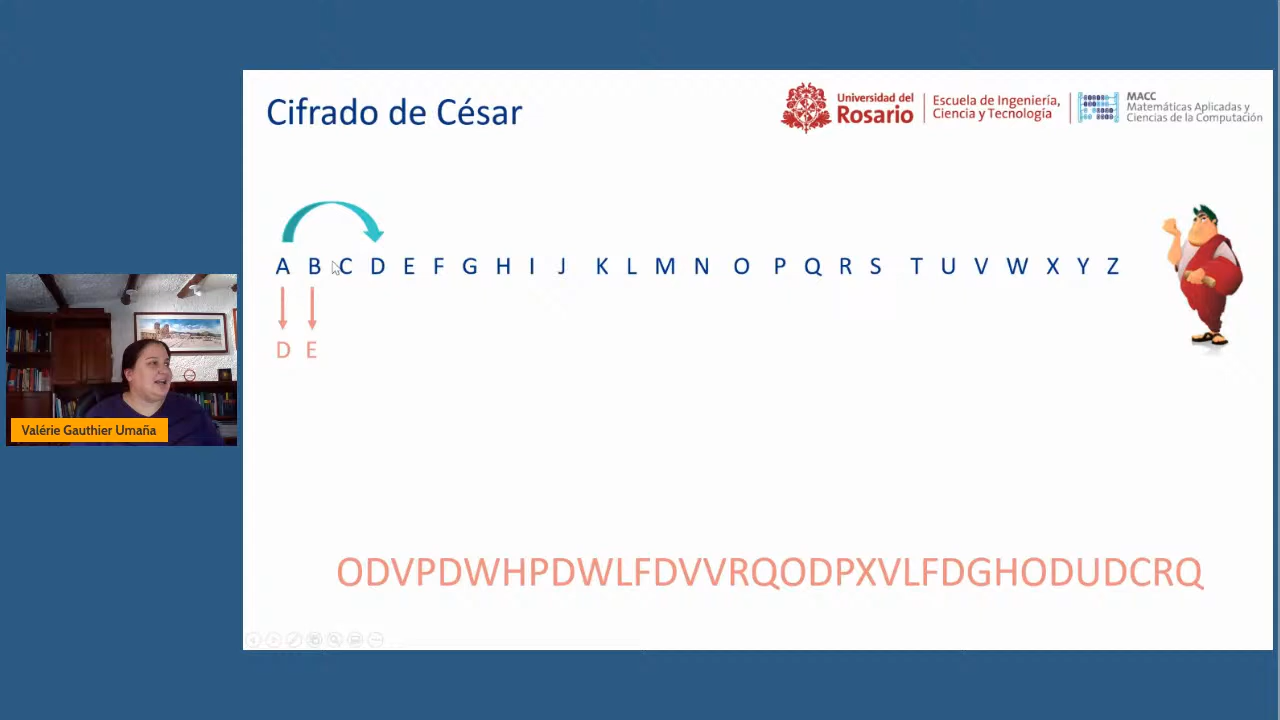 Cifrado de César
Universidad del
Rosario
Escuela de Ingeniería,
Ciencia y Tecnología
MACC
Matemáticas Aplicadas y
Ciencias de la Computación
A B C D E F G H I J K L M N O P Q R S T U V W X Y Z
D E
Valérie Gauthier Umaña
ODVPDWHPDWLFDVVRQODPXVLFDGHODUDCRQ